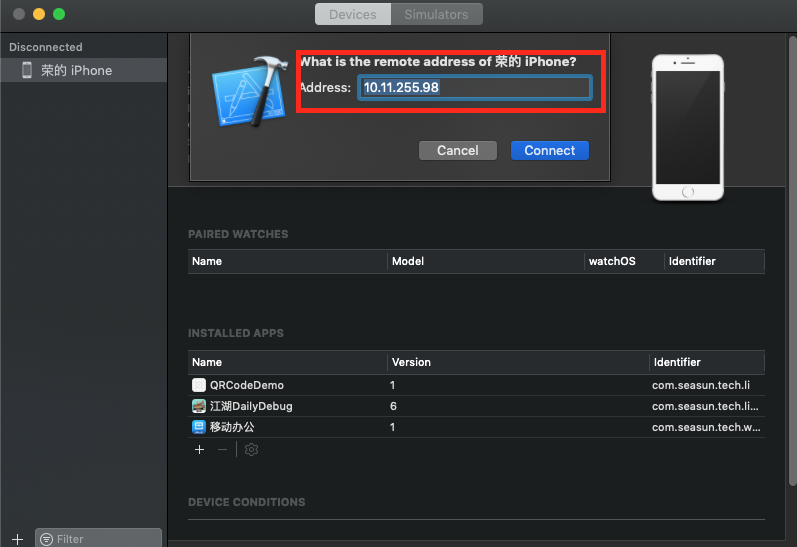 Devices Simulators
Disconnected
荣的 iPhone
What is the remote address of 荣的 iPhone?
Address: 10.11.255.98
Cancel Connect
PAIRED WATCHES
Name Model watchOS Identifier
INSTALLED APPS
Name Version Identifier
QRCodeDemo 1 com.seasun.tech.li
江湖DailyDebug 6 com.seasun.tech.li...
移动办公 1 com.seasun.tech.w...
DEVICE CONDITIONS
Filter